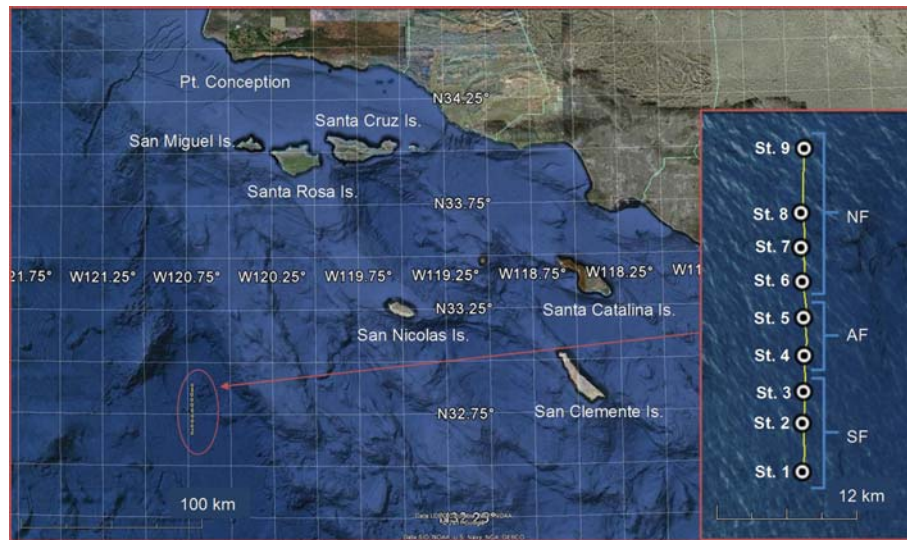 Pt. Conception
N34.25°
Santa Cruz Is.
San Miguel Is.
Santa Rosa Is.
N33.75°
21.75° W121.25° W120.75° W120.25° W119.75° W119.25° W118.75° W118.25° W11
Santa Catalina Is.
N33.25°
San Nicolas Is.
N32.75°
San Clemente Is.
100 km
N32.25°
St. 9
St. 8
NF
St. 7
St. 6
St. 5
AF
St. 4
St. 3
St. 2
SF
St. 1
12 km